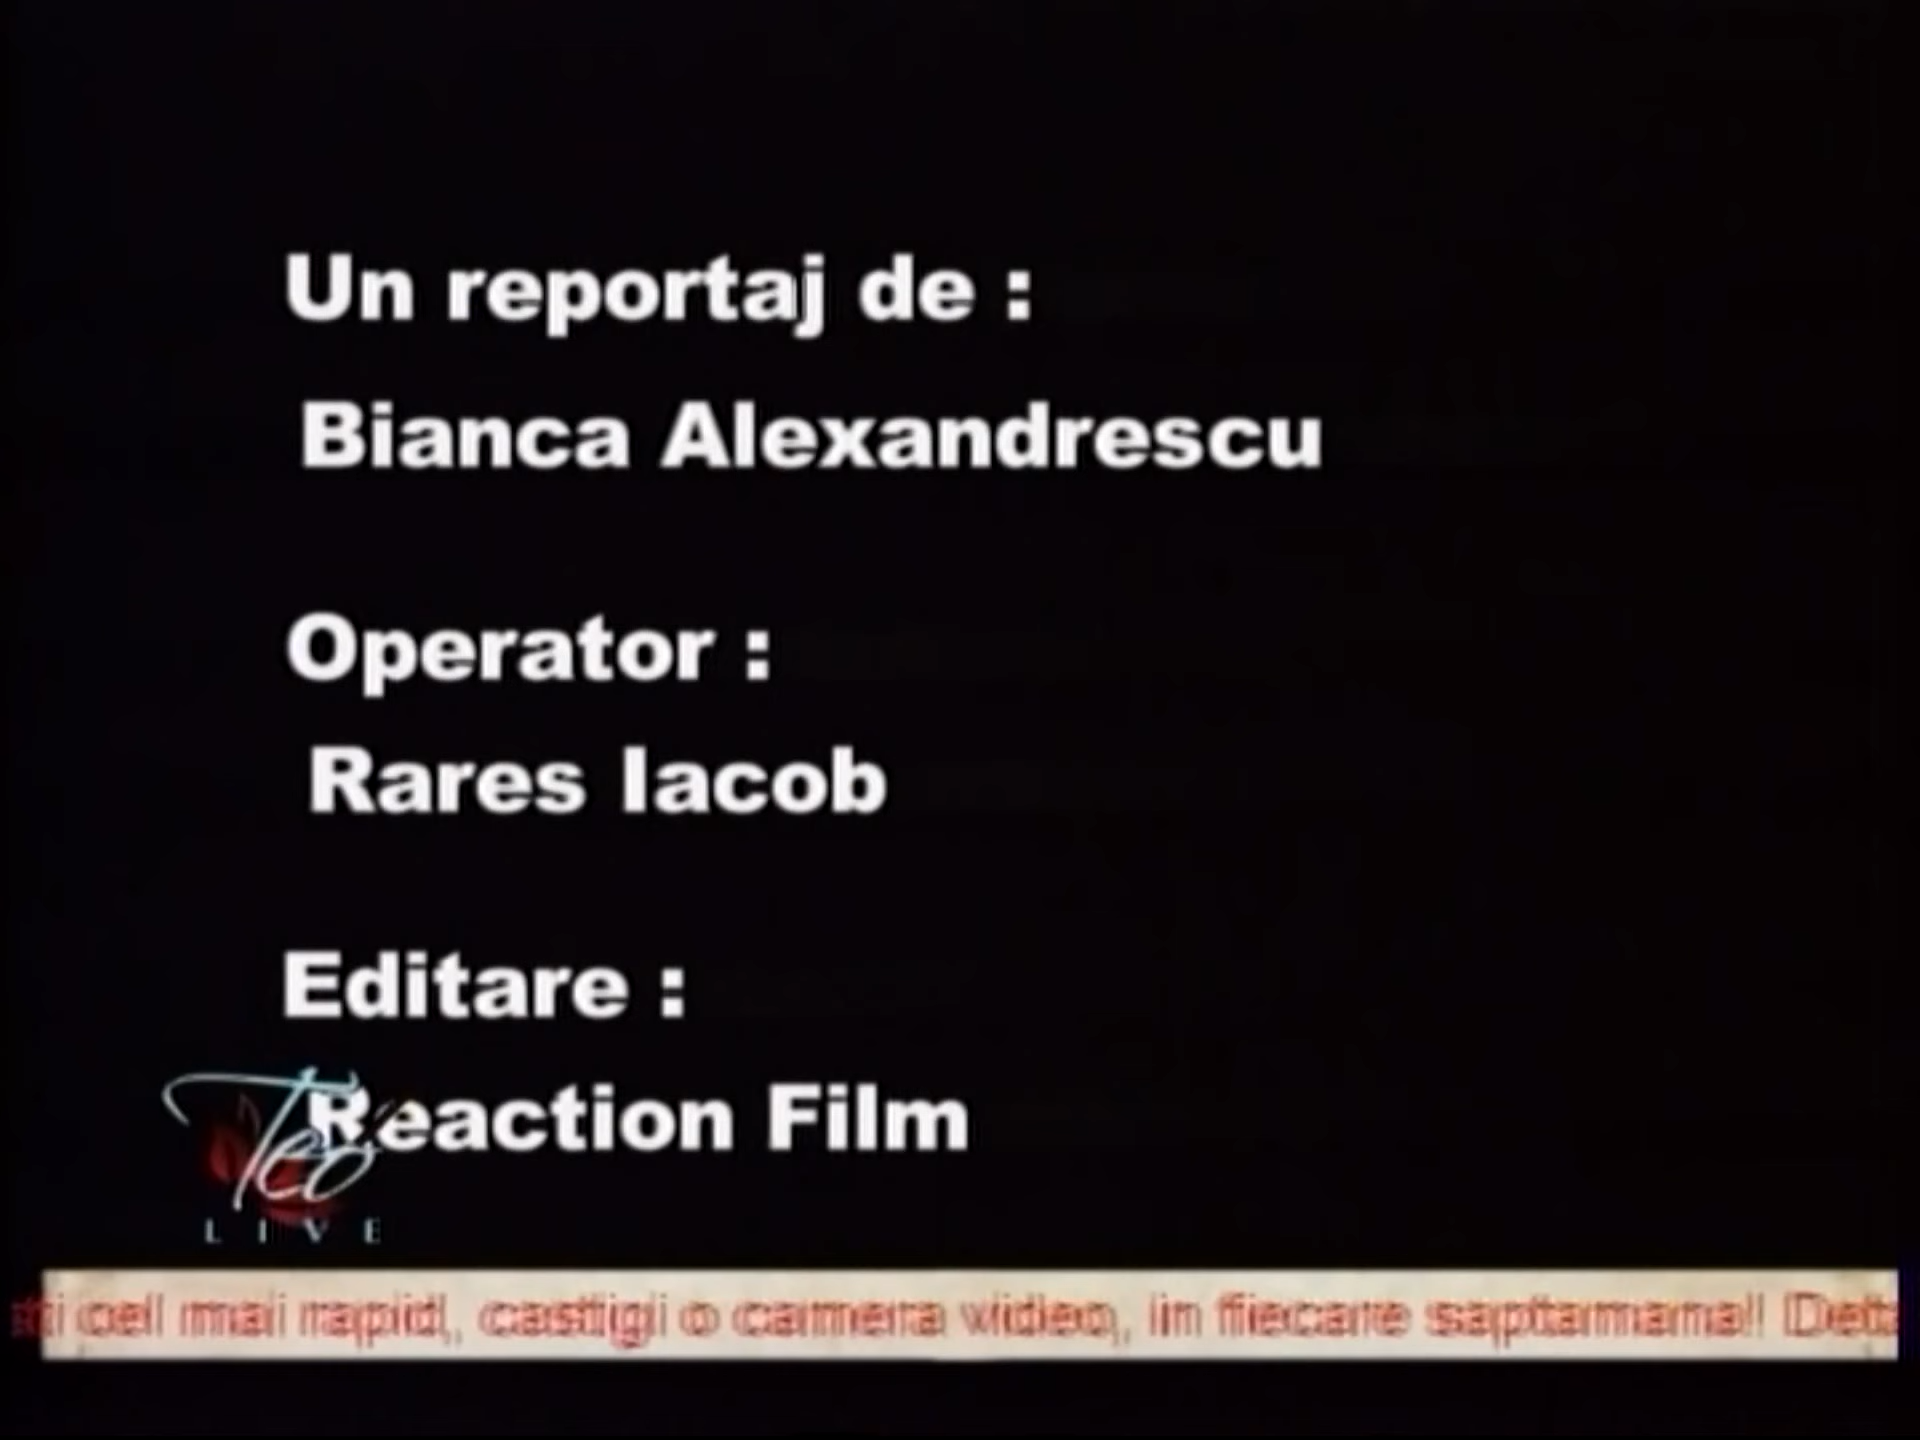 Un reportaj de :
Bianca Alexandrescu
Operator :
Rares Iacob
Editare :
Reaction Film
Teo
LIVE
cel mai rapid, castigi o camera video, in fiecare saptamana! Deta